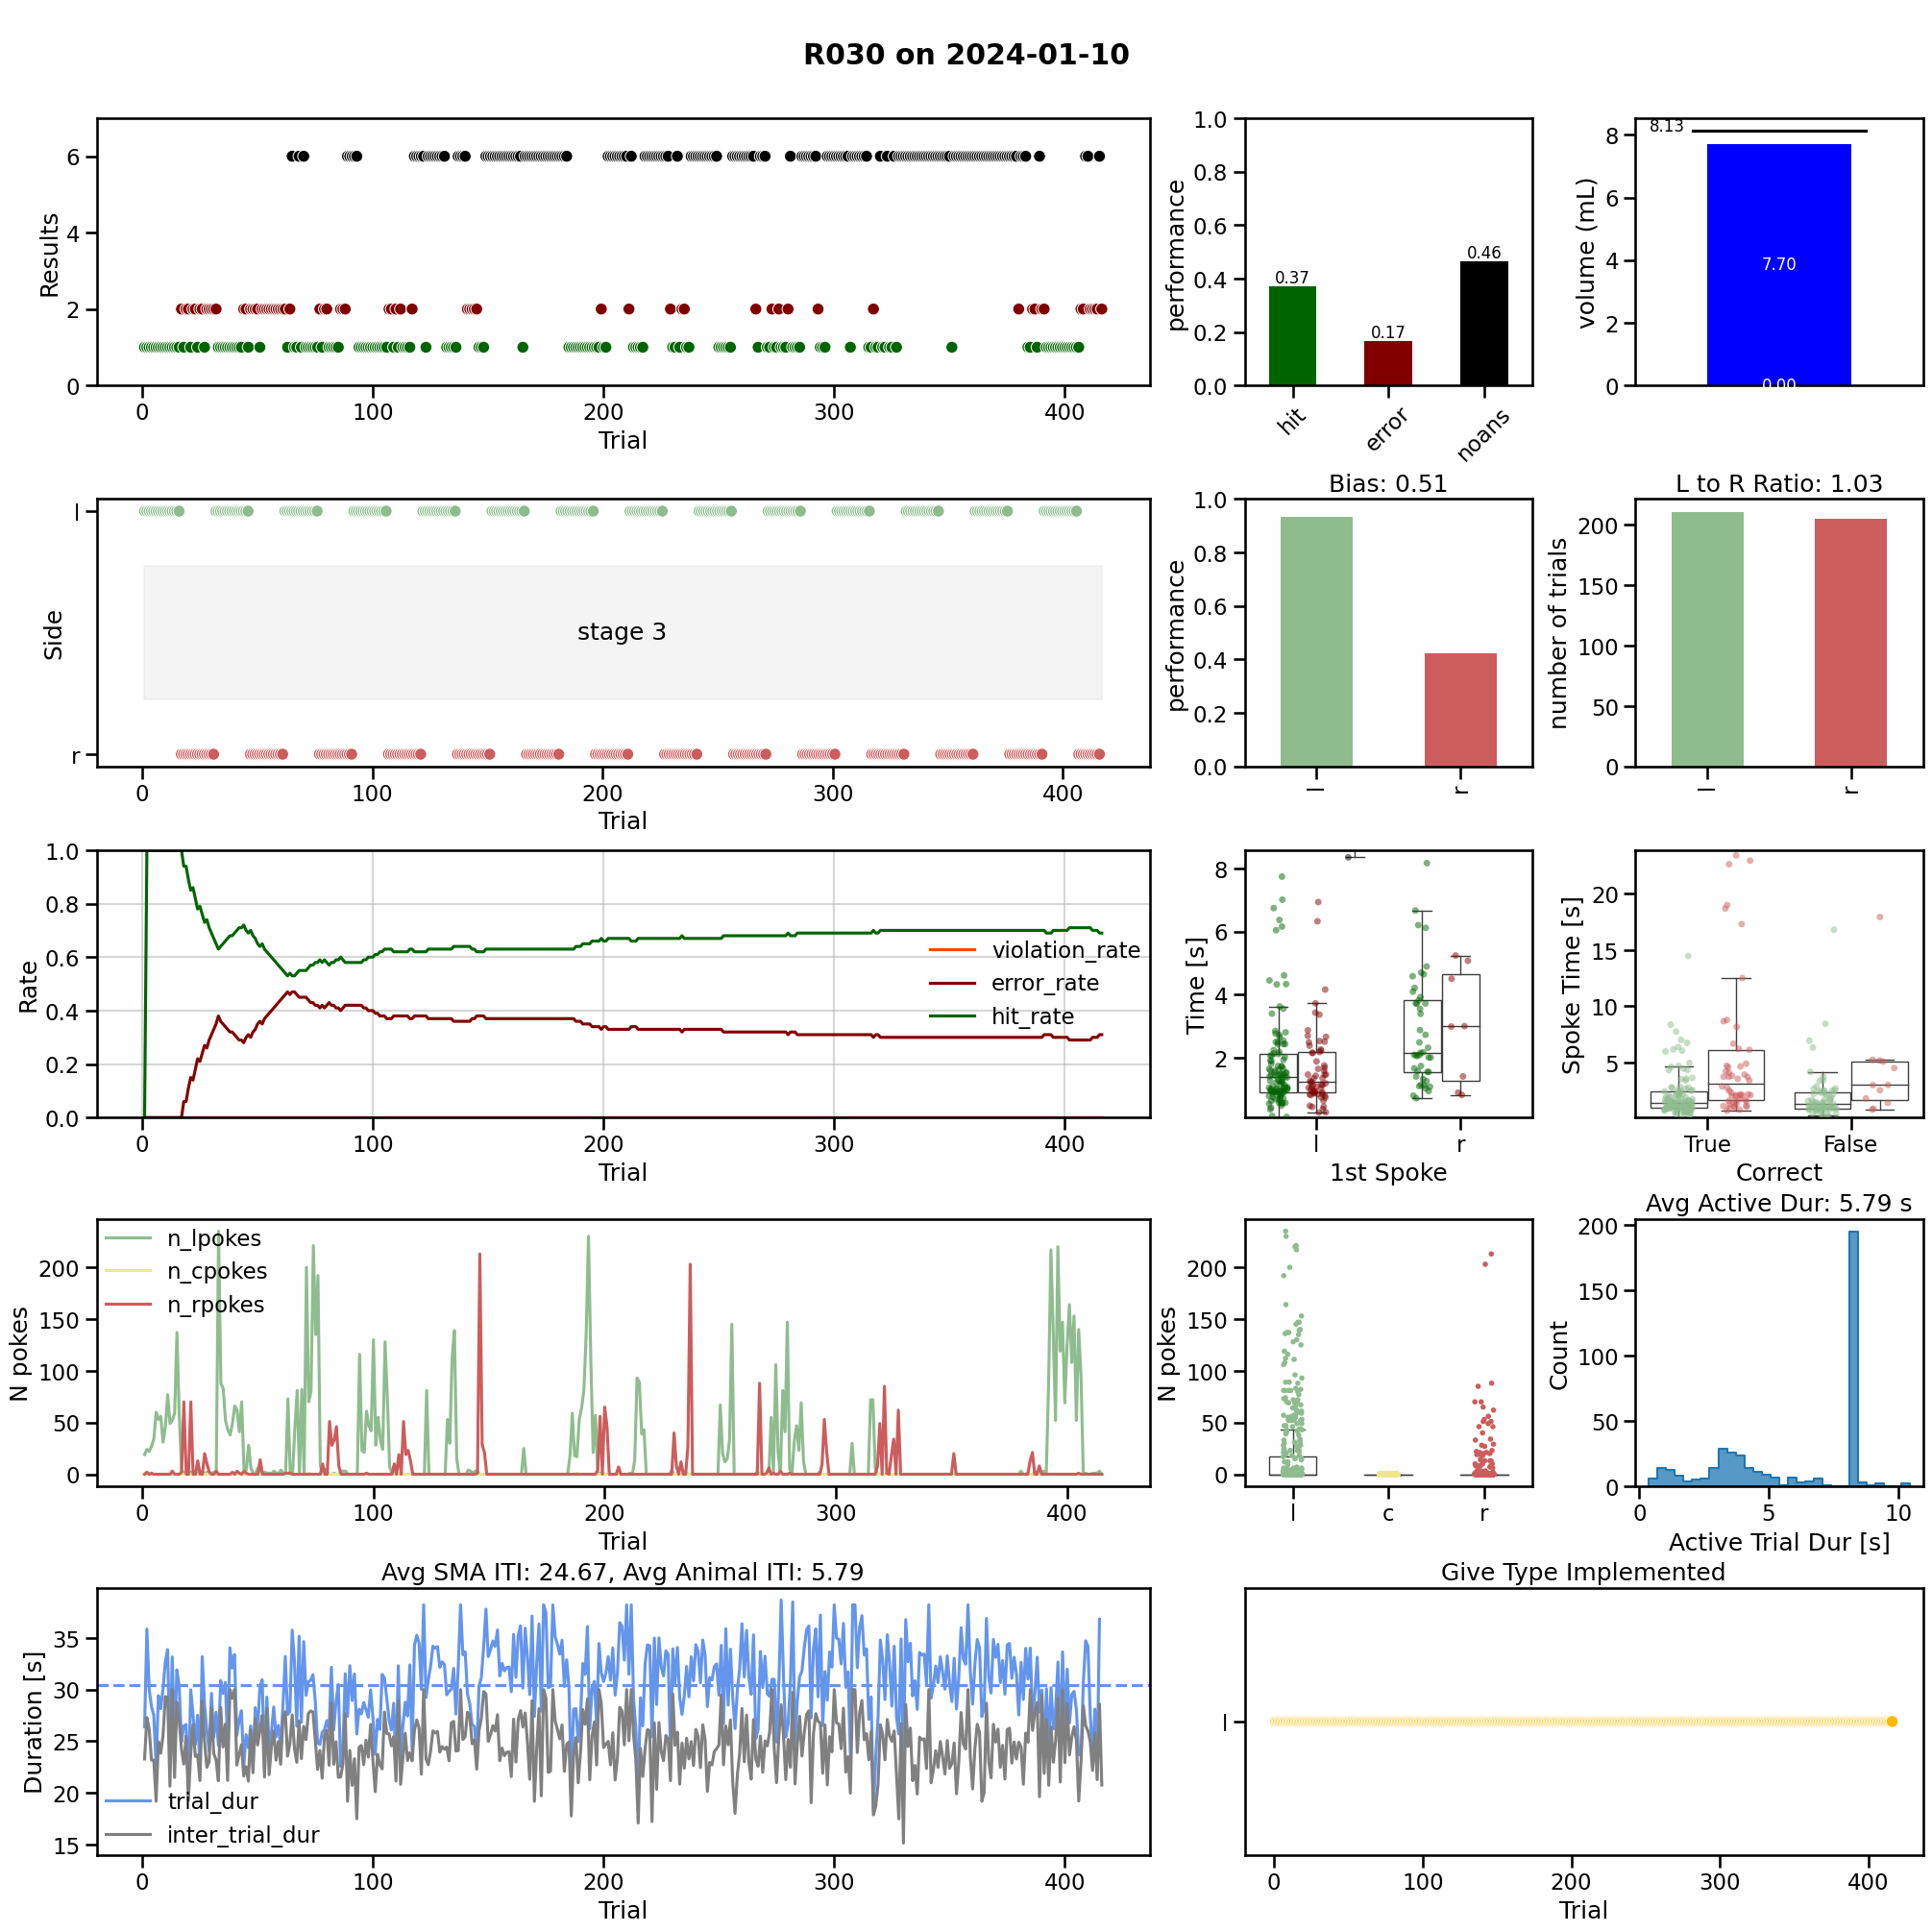 R030 on 2024-01-10
Results
6
4
2
0
0 100 200 300 400
Trial
performance
1.0
0.8
0.6
0.4
0.2
0.0
0.37
0.17
0.46
hit error noans
volume (mL)
8
6
4
2
0
8.13
7.70
0.00
Side
l
r
stage 3
0 100 200 300 400
Trial
Bias: 0.51
performance
1.0
0.8
0.6
0.4
0.2
0.0
l r
L to R Ratio: 1.03
number of trials
200
150
100
50
0
l r
Rate
1.0
0.8
0.6
0.4
0.2
0.0
violation_rate
error_rate
hit_rate
0 100 200 300 400
Trial
Time [s]
8
6
4
2
l r
1st Spoke
Spoke Time [s]
20
15
10
5
True False
Correct
N pokes
200
150
100
50
0
n_lpokes
n_cpokes
n_rpokes
0 100 200 300 400
Trial
N pokes
200
150
100
50
0
l c r
Avg Active Dur: 5.79 s
Count
200
150
100
50
0
0 5 10
Active Trial Dur [s]
Avg SMA ITI: 24.67, Avg Animal ITI: 5.79
Duration [s]
35
30
25
20
15
trial_dur
inter_trial_dur
0 100 200 300 400
Trial
Give Type Implemented
l
0 100 200 300 400
Trial